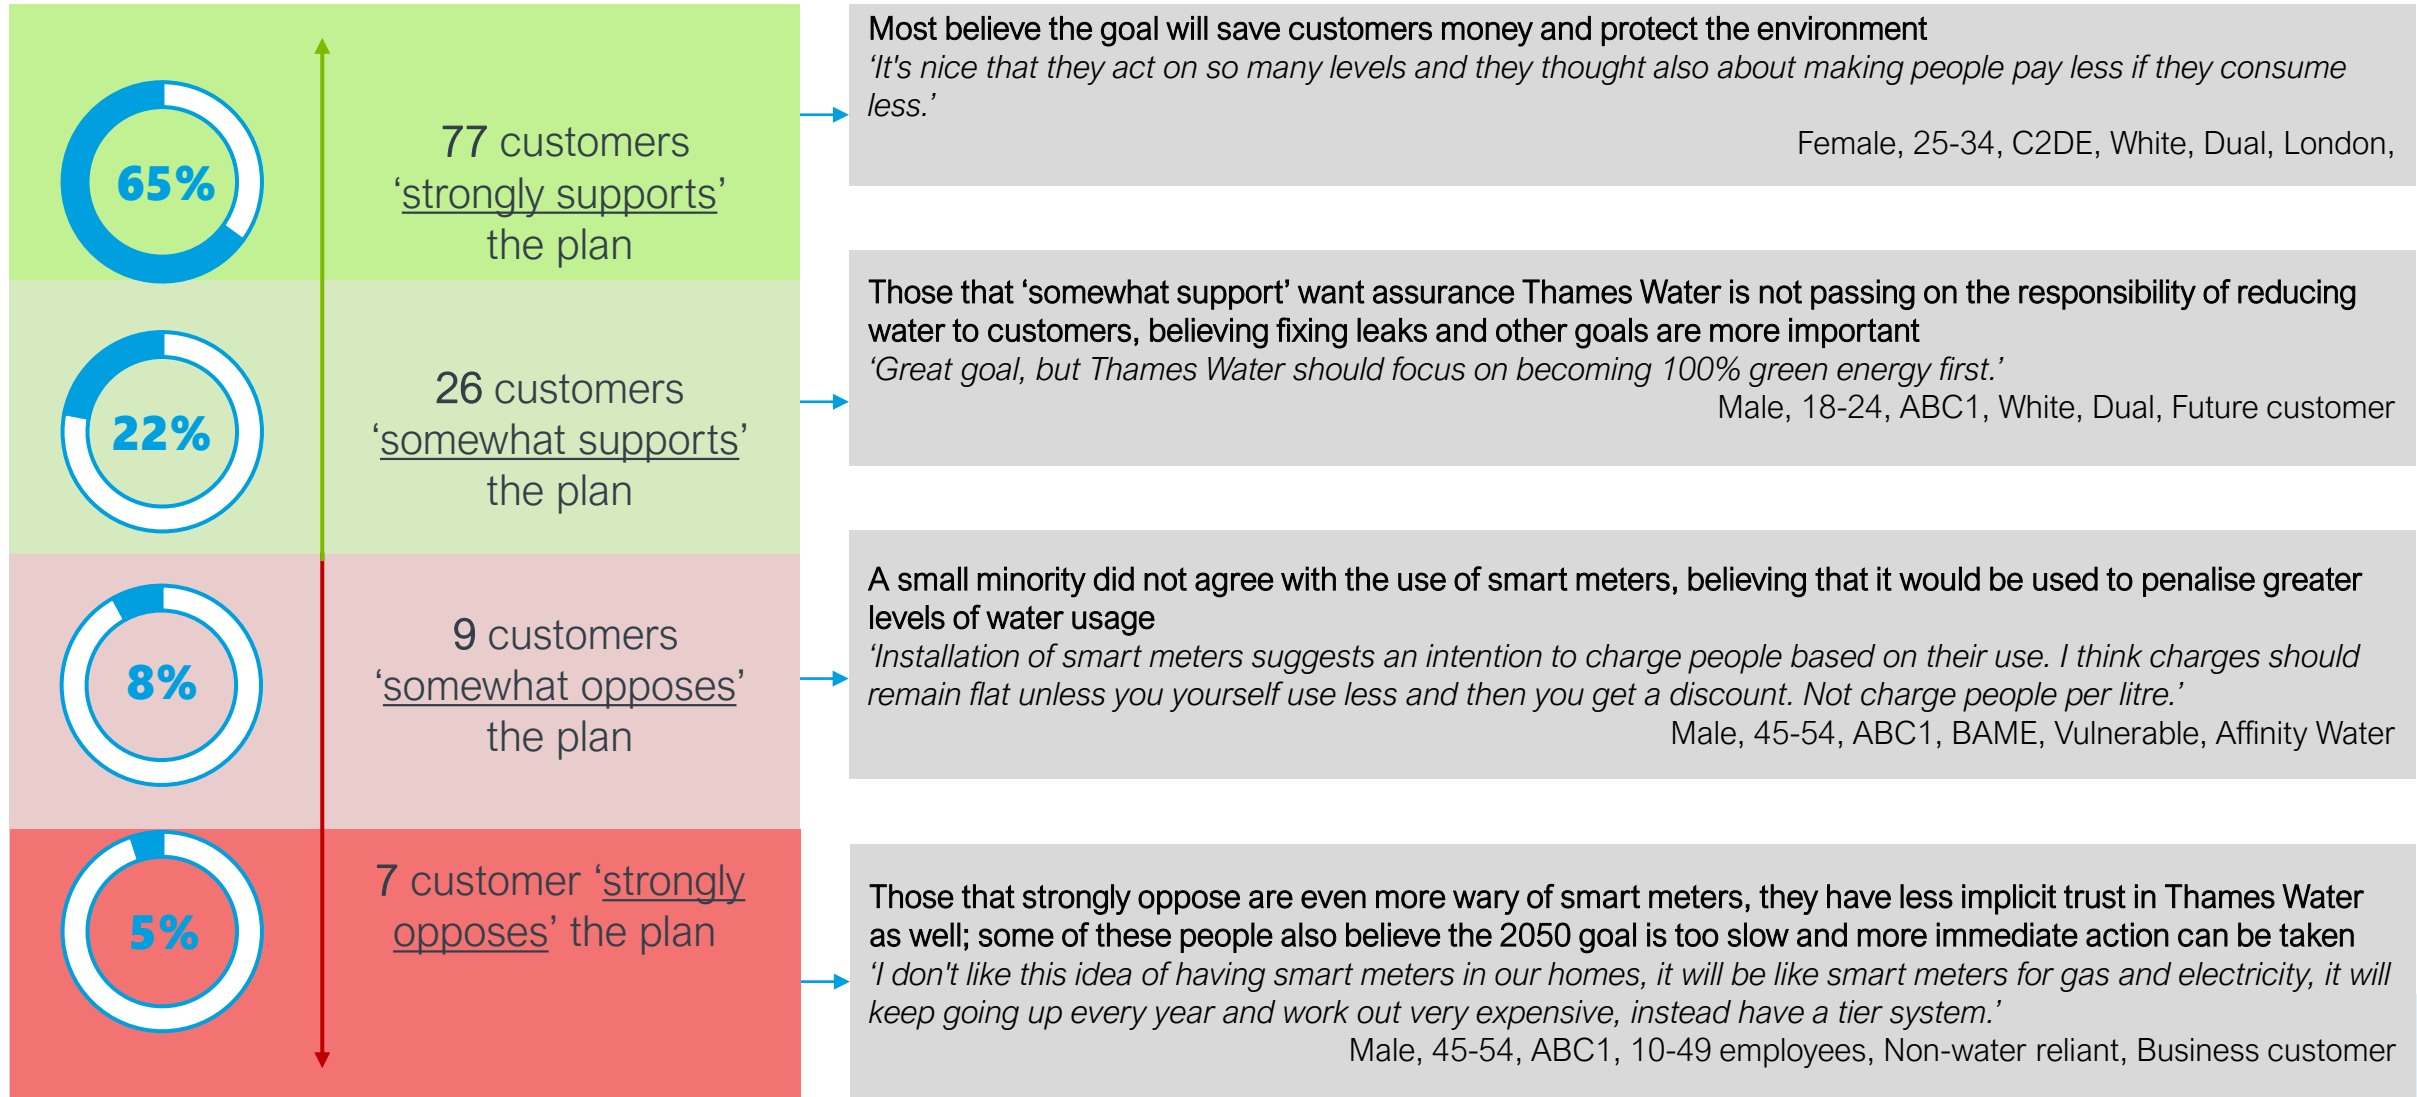 65%
77 customers
‘strongly supports’
the plan
Most believe the goal will save customers money and protect the environment
‘It's nice that they act on so many levels and they thought also about making people pay less if they consume
less.’
Female, 25-34, C2DE, White, Dual, London,
22%
26 customers
‘somewhat supports’
the plan
Those that ‘somewhat support’ want assurance Thames Water is not passing on the responsibility of reducing
water to customers, believing fixing leaks and other goals are more important
‘Great goal, but Thames Water should focus on becoming 100% green energy first.’
Male, 18-24, ABC1, White, Dual, Future customer
8%
9 customers
‘somewhat opposes’
the plan
A small minority did not agree with the use of smart meters, believing that it would be used to penalise greater
levels of water usage
‘Installation of smart meters suggests an intention to charge people based on their use. I think charges should
remain flat unless you yourself use less and then you get a discount. Not charge people per litre.’
Male, 45-54, ABC1, BAME, Vulnerable, Affinity Water
5%
7 customer ‘strongly
opposes’ the plan
Those that strongly oppose are even more wary of smart meters, they have less implicit trust in Thames Water
as well; some of these people also believe the 2050 goal is too slow and more immediate action can be taken
‘I don't like this idea of having smart meters in our homes, it will be like smart meters for gas and electricity, it will
keep going up every year and work out very expensive, instead have a tier system.’
Male, 45-54, ABC1, 10-49 employees, Non-water reliant, Business customer